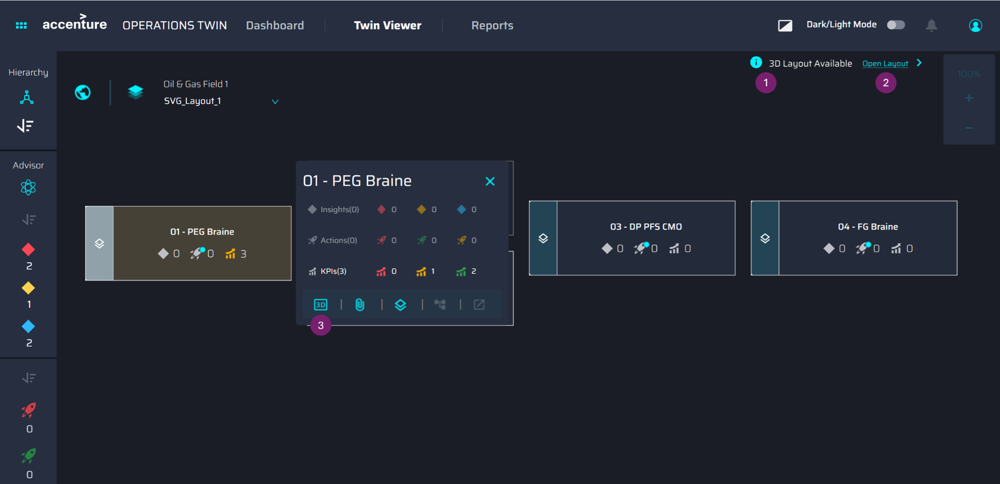 accenture OPERATIONS TWIN Dashboard Twin Viewer Reports Dark/Light Mode
3D Layout Available Open Layout
1 2
100%
+
−
Hierarchy
Oil & Gas Field 1
SVG_Layout_1
Advisor
2
1
2
0
0
01 - PEG Braine
0 0 3
01 - PEG Braine
Insights(0) 0 0 0
Actions(0) 0 0 0
KPIs(3) 0 1 2
3D
3
03 - DP PFS CMO
0 0 0
04 - FG Braine
0 0 0